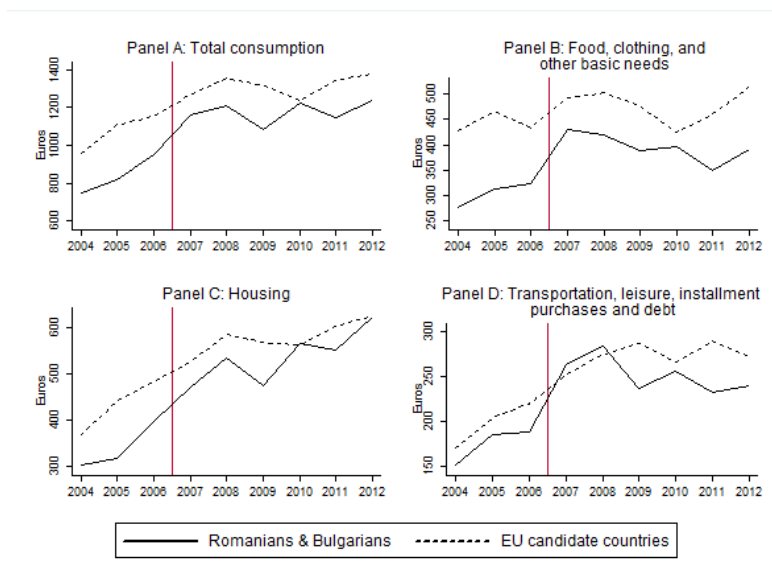 Panel A: Total consumption
Euros
1400
1200
1000
800
600
2004 2005 2006 2007 2008 2009 2010 2011 2012
Panel B: Food, clothing, and
other basic needs
Euros
500
450
400
350
300
250
2004 2005 2006 2007 2008 2009 2010 2011 2012
Panel C: Housing
Euros
600
500
400
300
2004 2005 2006 2007 2008 2009 2010 2011 2012
Panel D: Transportation, leisure, installment
purchases and debt
Euros
300
250
200
150
2004 2005 2006 2007 2008 2009 2010 2011 2012
Romanians & Bulgarians EU candidate countries